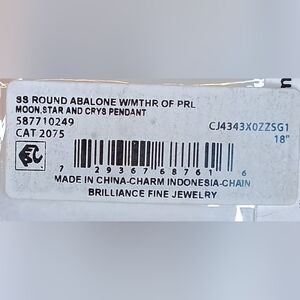 SS ROUND ABALONE W/MTHR OF PRL
MOON,STAR AND CRYS PENDANT
587710249
CJ4343X0ZZSG1
CAT 2075
18"
7 29367 68761 6
MADE IN CHINA-CHARM INDONESIA-CHAIN
BRILLIANCE FINE JEWELRY